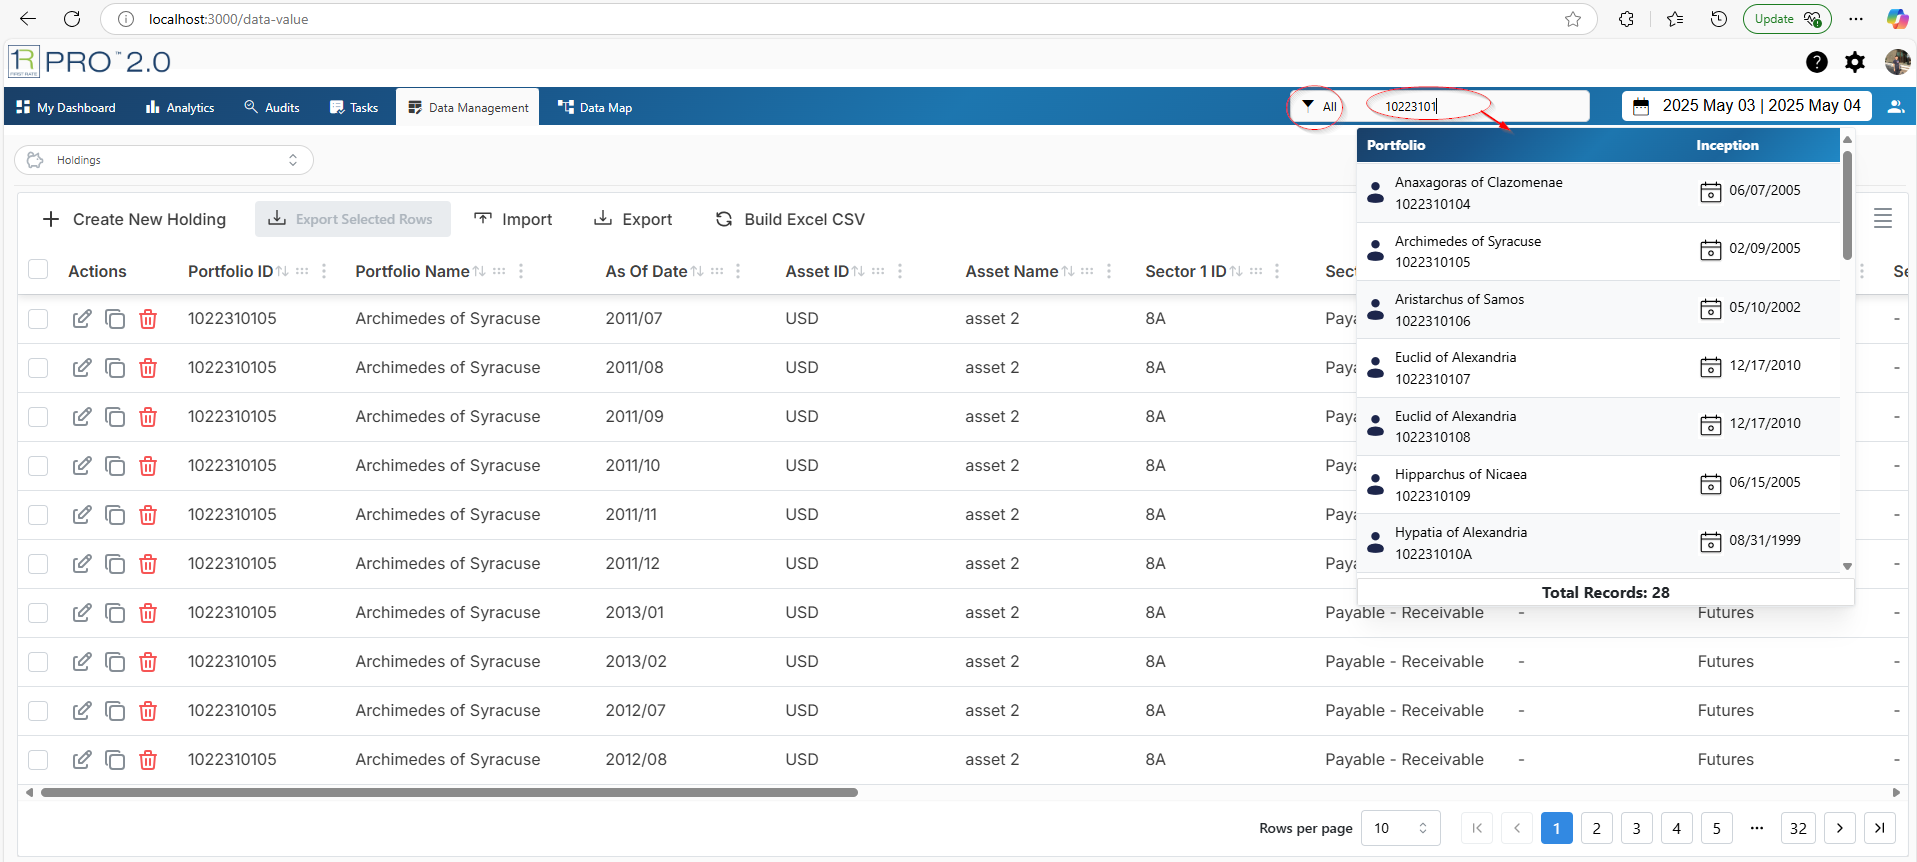 localhost:3000/data-value
Update
1R PRO™ 2.0
FIRST RATE
My Dashboard Analytics Audits Tasks Data Management Data Map
All 10223101
2025 May 03 | 2025 May 04
Holdings
Portfolio Inception
Anaxagoras of Clazomenae
1022310104
06/07/2005
Archimedes of Syracuse
1022310105
02/09/2005
Aristarchus of Samos
1022310106
05/10/2002
Euclid of Alexandria
1022310107
12/17/2010
Euclid of Alexandria
1022310108
12/17/2010
Hipparchus of Nicaea
1022310109
06/15/2005
Hypatia of Alexandria
102231010A
08/31/1999
Total Records: 28
Create New Holding Export Selected Rows Import Export Build Excel CSV
Actions Portfolio ID Portfolio Name As Of Date Asset ID Asset Name Sector 1 ID Sect Se
1022310105 Archimedes of Syracuse 2011/07 USD asset 2 8A Paya -
1022310105 Archimedes of Syracuse 2011/08 USD asset 2 8A Paya -
1022310105 Archimedes of Syracuse 2011/09 USD asset 2 8A Paya -
1022310105 Archimedes of Syracuse 2011/10 USD asset 2 8A Paya -
1022310105 Archimedes of Syracuse 2011/11 USD asset 2 8A Paya -
1022310105 Archimedes of Syracuse 2011/12 USD asset 2 8A Paya -
1022310105 Archimedes of Syracuse 2013/01 USD asset 2 8A Payable - Receivable - Futures -
1022310105 Archimedes of Syracuse 2013/02 USD asset 2 8A Payable - Receivable - Futures -
1022310105 Archimedes of Syracuse 2012/07 USD asset 2 8A Payable - Receivable - Futures -
1022310105 Archimedes of Syracuse 2012/08 USD asset 2 8A Payable - Receivable - Futures -
Rows per page 10 1 2 3 4 5 ••• 32